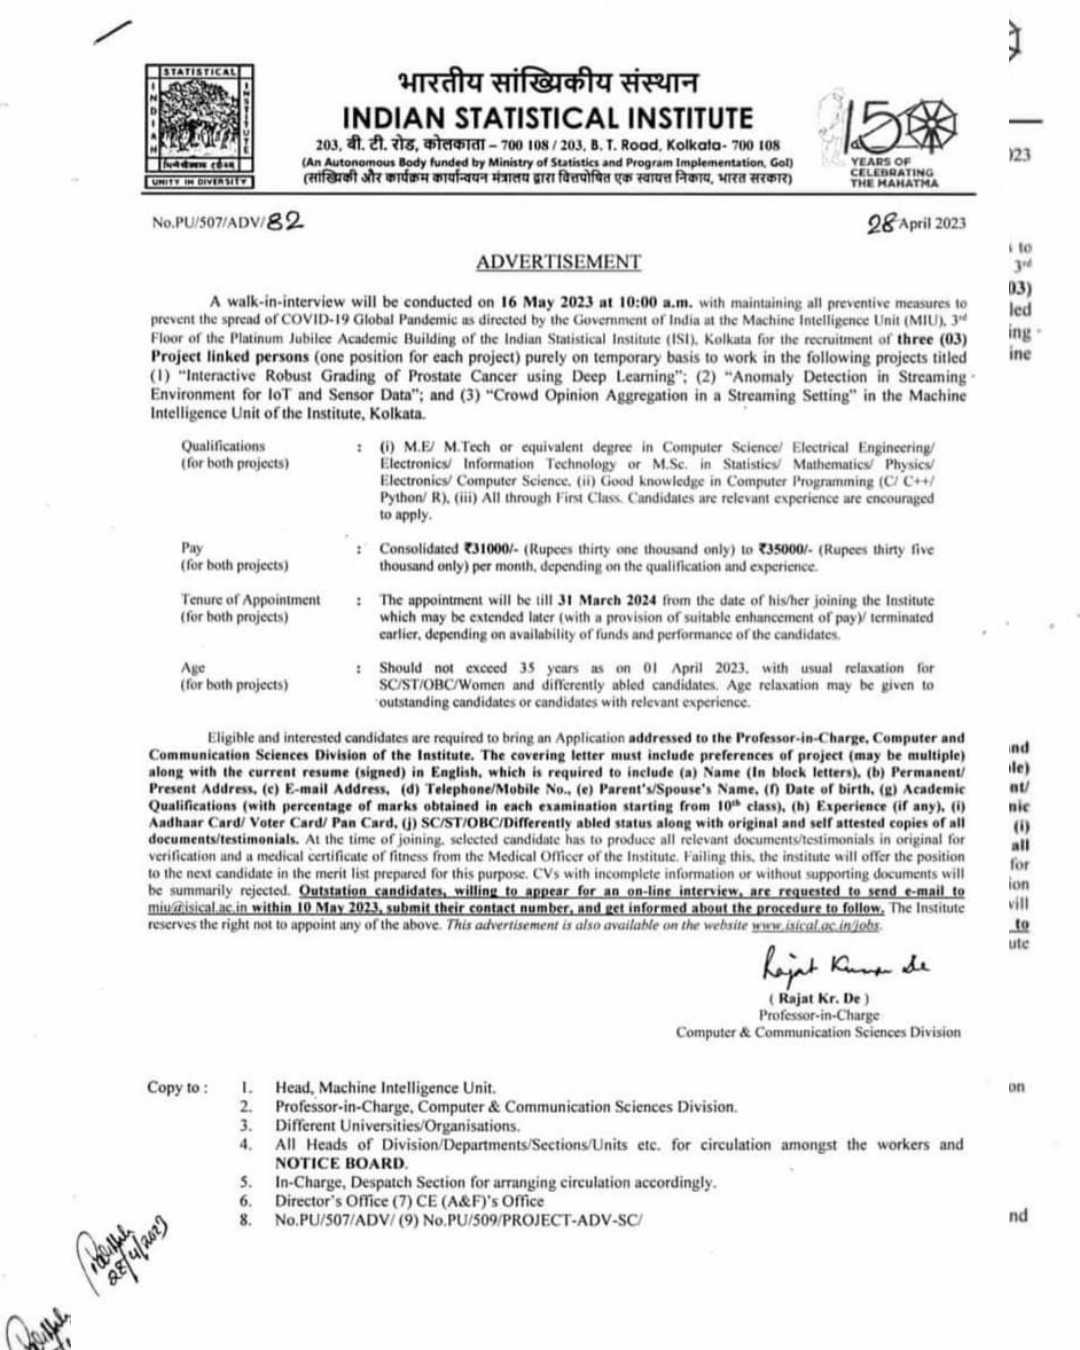 STATISTICAL
INDIAN
INSTITUTE
UNITY IN DIVERSITY
भारतीय सांख्यिकीय संस्थान
INDIAN STATISTICAL INSTITUTE
203, बी. टी. रोड, कोलकाता – 700 108 / 203, B. T. Road, Kolkata- 700 108
(An Autonomous Body funded by Ministry of Statistics and Program Implementation, GoI)
(सांख्यिकी और कार्यक्रम कार्यान्वयन मंत्रालय द्वारा वित्तपोषित एक स्वायत्त निकाय, भारत सरकार)
150
YEARS OF
CELEBRATING
THE MAHATMA
No.PU/507/ADV/82
28 April 2023
ADVERTISEMENT
A walk-in-interview will be conducted on 16 May 2023 at 10:00 a.m. with maintaining all preventive measures to
prevent the spread of COVID-19 Global Pandemic as directed by the Government of India at the Machine Intelligence Unit (MIU), 3rd
Floor of the Platinum Jubilee Academic Building of the Indian Statistical Institute (ISI), Kolkata for the recruitment of three (03)
Project linked persons (one position for each project) purely on temporary basis to work in the following projects titled
(1) “Interactive Robust Grading of Prostate Cancer using Deep Learning”; (2) “Anomaly Detection in Streaming
Environment for IoT and Sensor Data”; and (3) “Crowd Opinion Aggregation in a Streaming Setting” in the Machine
Intelligence Unit of the Institute, Kolkata.
Qualifications : (i) M.E/ M.Tech or equivalent degree in Computer Science/ Electrical Engineering/
(for both projects) Electronics/ Information Technology or M.Sc. in Statistics/ Mathematics/ Physics/
Electronics/ Computer Science, (ii) Good knowledge in Computer Programming (C/ C++/
Python/ R), (iii) All through First Class. Candidates are relevant experience are encouraged
to apply.
Pay : Consolidated ₹31000/- (Rupees thirty one thousand only) to ₹35000/- (Rupees thirty five
(for both projects) thousand only) per month, depending on the qualification and experience.
Tenure of Appointment : The appointment will be till 31 March 2024 from the date of his/her joining the Institute
(for both projects) which may be extended later (with a provision of suitable enhancement of pay)/ terminated
earlier, depending on availability of funds and performance of the candidates.
Age : Should not exceed 35 years as on 01 April 2023, with usual relaxation for
(for both projects) SC/ST/OBC/Women and differently abled candidates. Age relaxation may be given to
outstanding candidates or candidates with relevant experience.
Eligible and interested candidates are required to bring an Application addressed to the Professor-in-Charge, Computer and
Communication Sciences Division of the Institute. The covering letter must include preferences of project (may be multiple)
along with the current resume (signed) in English, which is required to include (a) Name (In block letters), (b) Permanent/
Present Address, (c) E-mail Address, (d) Telephone/Mobile No., (e) Parent's/Spouse's Name, (f) Date of birth, (g) Academic
Qualifications (with percentage of marks obtained in each examination starting from 10th class), (h) Experience (if any), (i)
Aadhaar Card/ Voter Card/ Pan Card, (j) SC/ST/OBC/Differently abled status along with original and self attested copies of all
documents/testimonials. At the time of joining, selected candidate has to produce all relevant documents/testimonials in original for
verification and a medical certificate of fitness from the Medical Officer of the Institute. Failing this, the institute will offer the position
to the next candidate in the merit list prepared for this purpose. CVs with incomplete information or without supporting documents will
be summarily rejected. Outstation candidates, willing to appear for an on-line interview, are requested to send e-mail to
miu@isical.ac.in within 10 May 2023, submit their contact number, and get informed about the procedure to follow. The Institute
reserves the right not to appoint any of the above. This advertisement is also available on the website www.isical.ac.in/jobs.
Rajat Kumar De
( Rajat Kr. De )
Professor-in-Charge
Computer & Communication Sciences Division
Copy to : 1. Head, Machine Intelligence Unit.
2. Professor-in-Charge, Computer & Communication Sciences Division.
3. Different Universities/Organisations.
4. All Heads of Division/Departments/Sections/Units etc. for circulation amongst the workers and
NOTICE BOARD.
5. In-Charge, Despatch Section for arranging circulation accordingly.
6. Director's Office (7) CE (A&F)'s Office
8. No.PU/507/ADV/ (9) No.PU/509/PROJECT-ADV-SC/
28/4/2023
)23
to
3rd
03)
led
ing
ine
nd
le)
nt/
nic
(i)
all
for
ion
vill
to
ute
on
nd